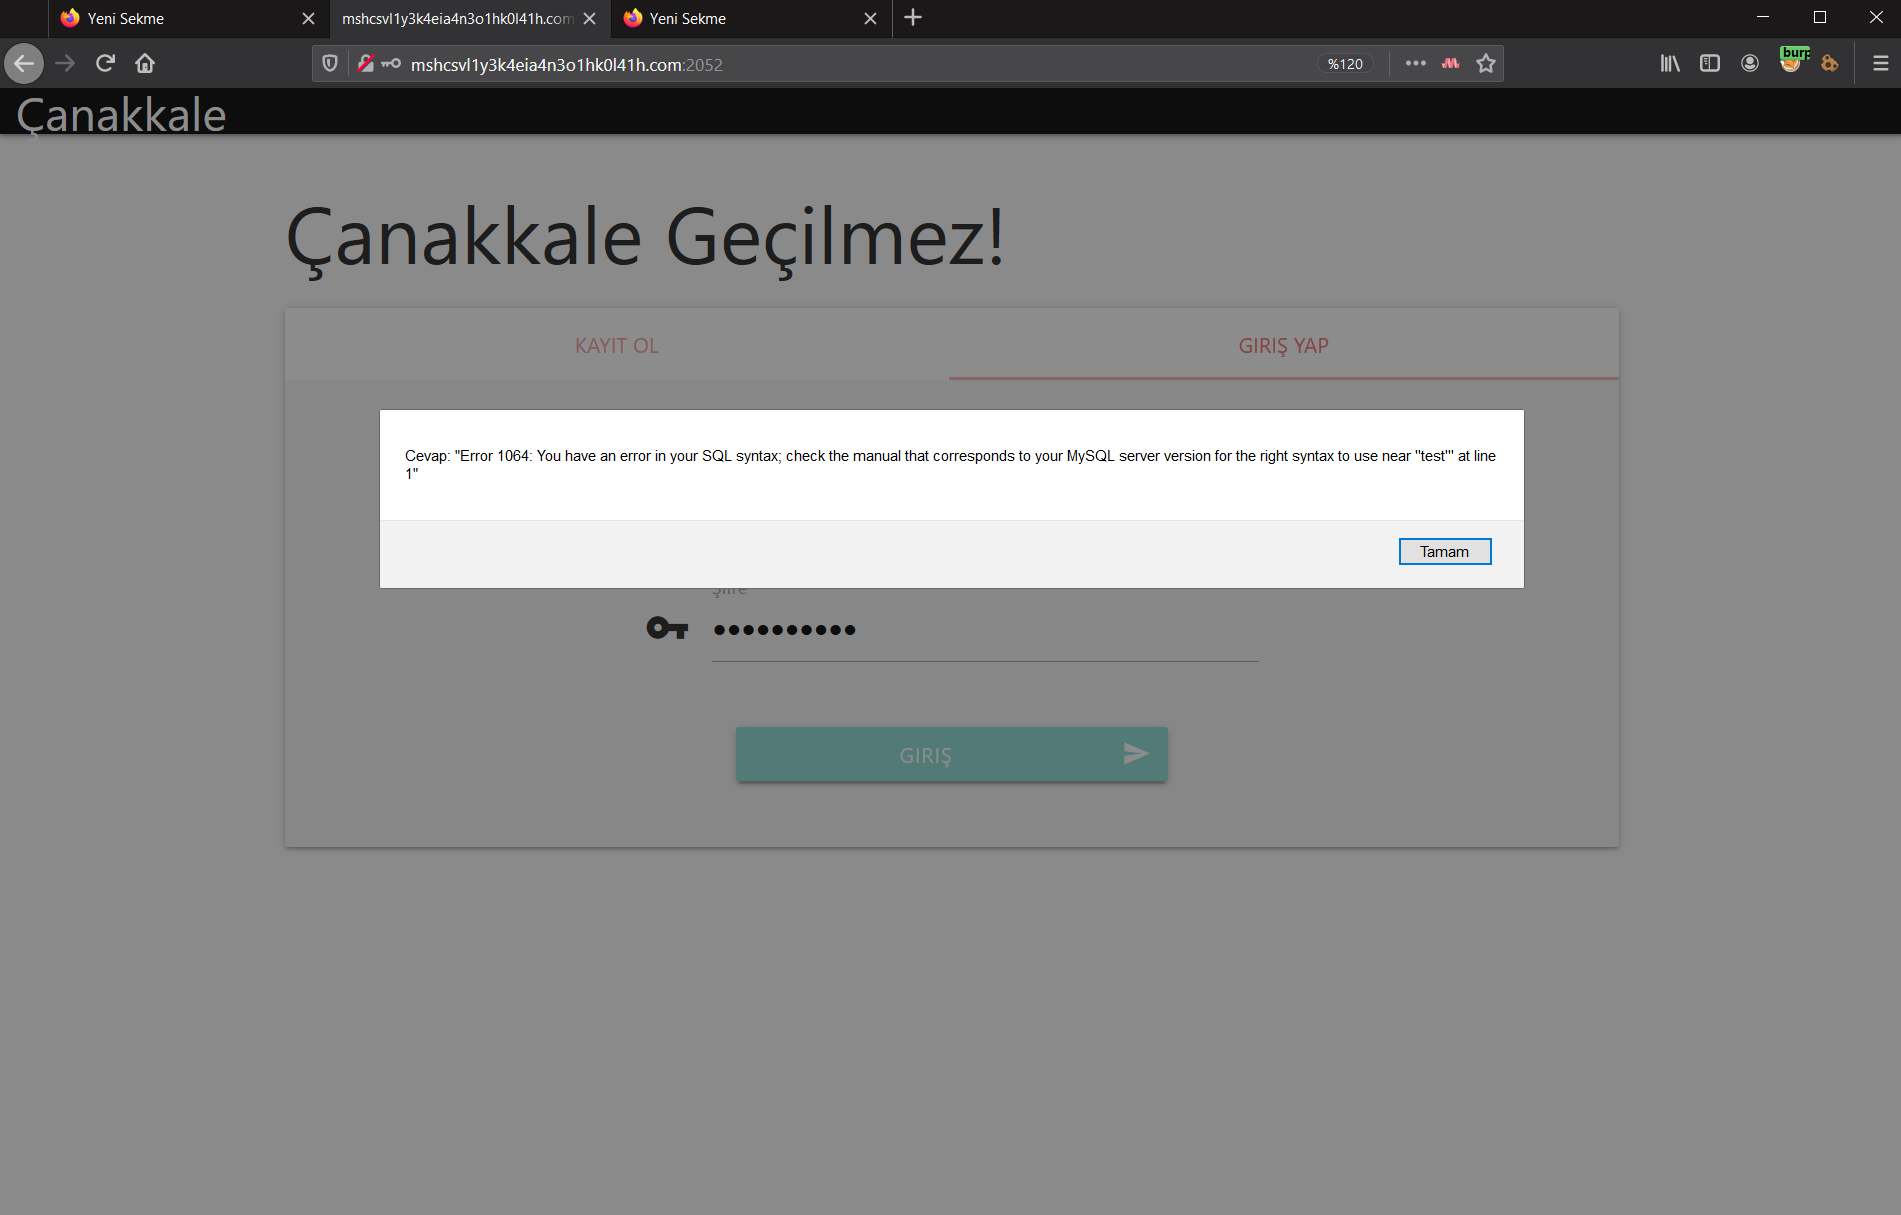 Yeni Sekme
mshcsvl1y3k4eia4n3o1hk0l41h.com
Yeni Sekme
mshcsvl1y3k4eia4n3o1hk0l41h.com:2052
%120
burp
Çanakkale
Çanakkale Geçilmez!
KAYIT OL
GIRIŞ YAP
Cevap: "Error 1064: You have an error in your SQL syntax; check the manual that corresponds to your MySQL server version for the right syntax to use near ''test''' at line
1"
Tamam
Şifre
GIRIŞ